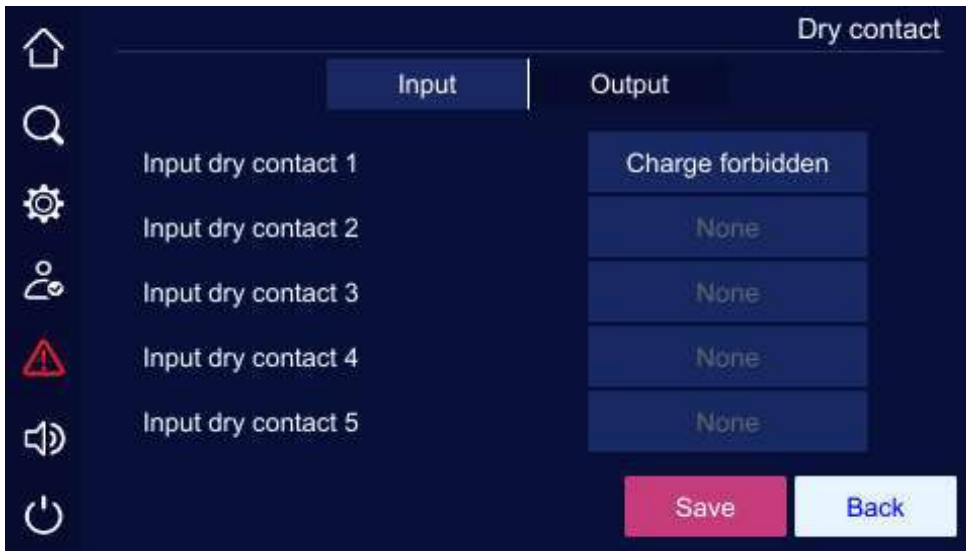 Dry contact
Input Output
Input dry contact 1 Charge forbidden
Input dry contact 2 None
Input dry contact 3 None
Input dry contact 4 None
Input dry contact 5 None
Save Back